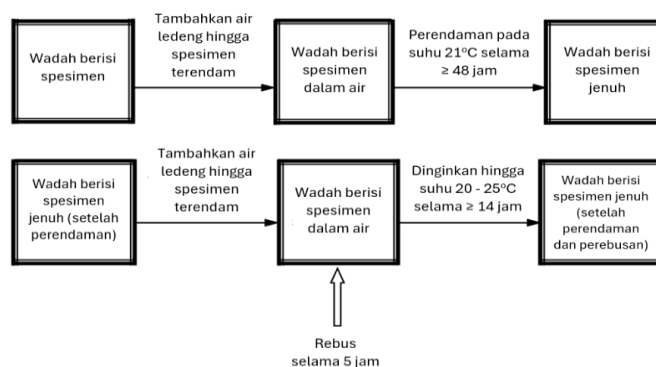 Wadah berisi
spesimen
Tambahkan air
ledeng hingga
spesimen
terendam
Wadah berisi
spesimen
dalam air
Perendaman pada
suhu 21°C selama
≥ 48 jam
Wadah berisi
spesimen
jenuh
Wadah berisi
spesimen
jenuh (setelah
perendaman)
Tambahkan air
ledeng hingga
spesimen
terendam
Wadah berisi
spesimen
dalam air
Dinginkan hingga
suhu 20 - 25°C
selama ≥ 14 jam
Wadah berisi
spesimen jenuh
(setelah
perendaman
dan perebusan)
Rebus
selama 5 jam